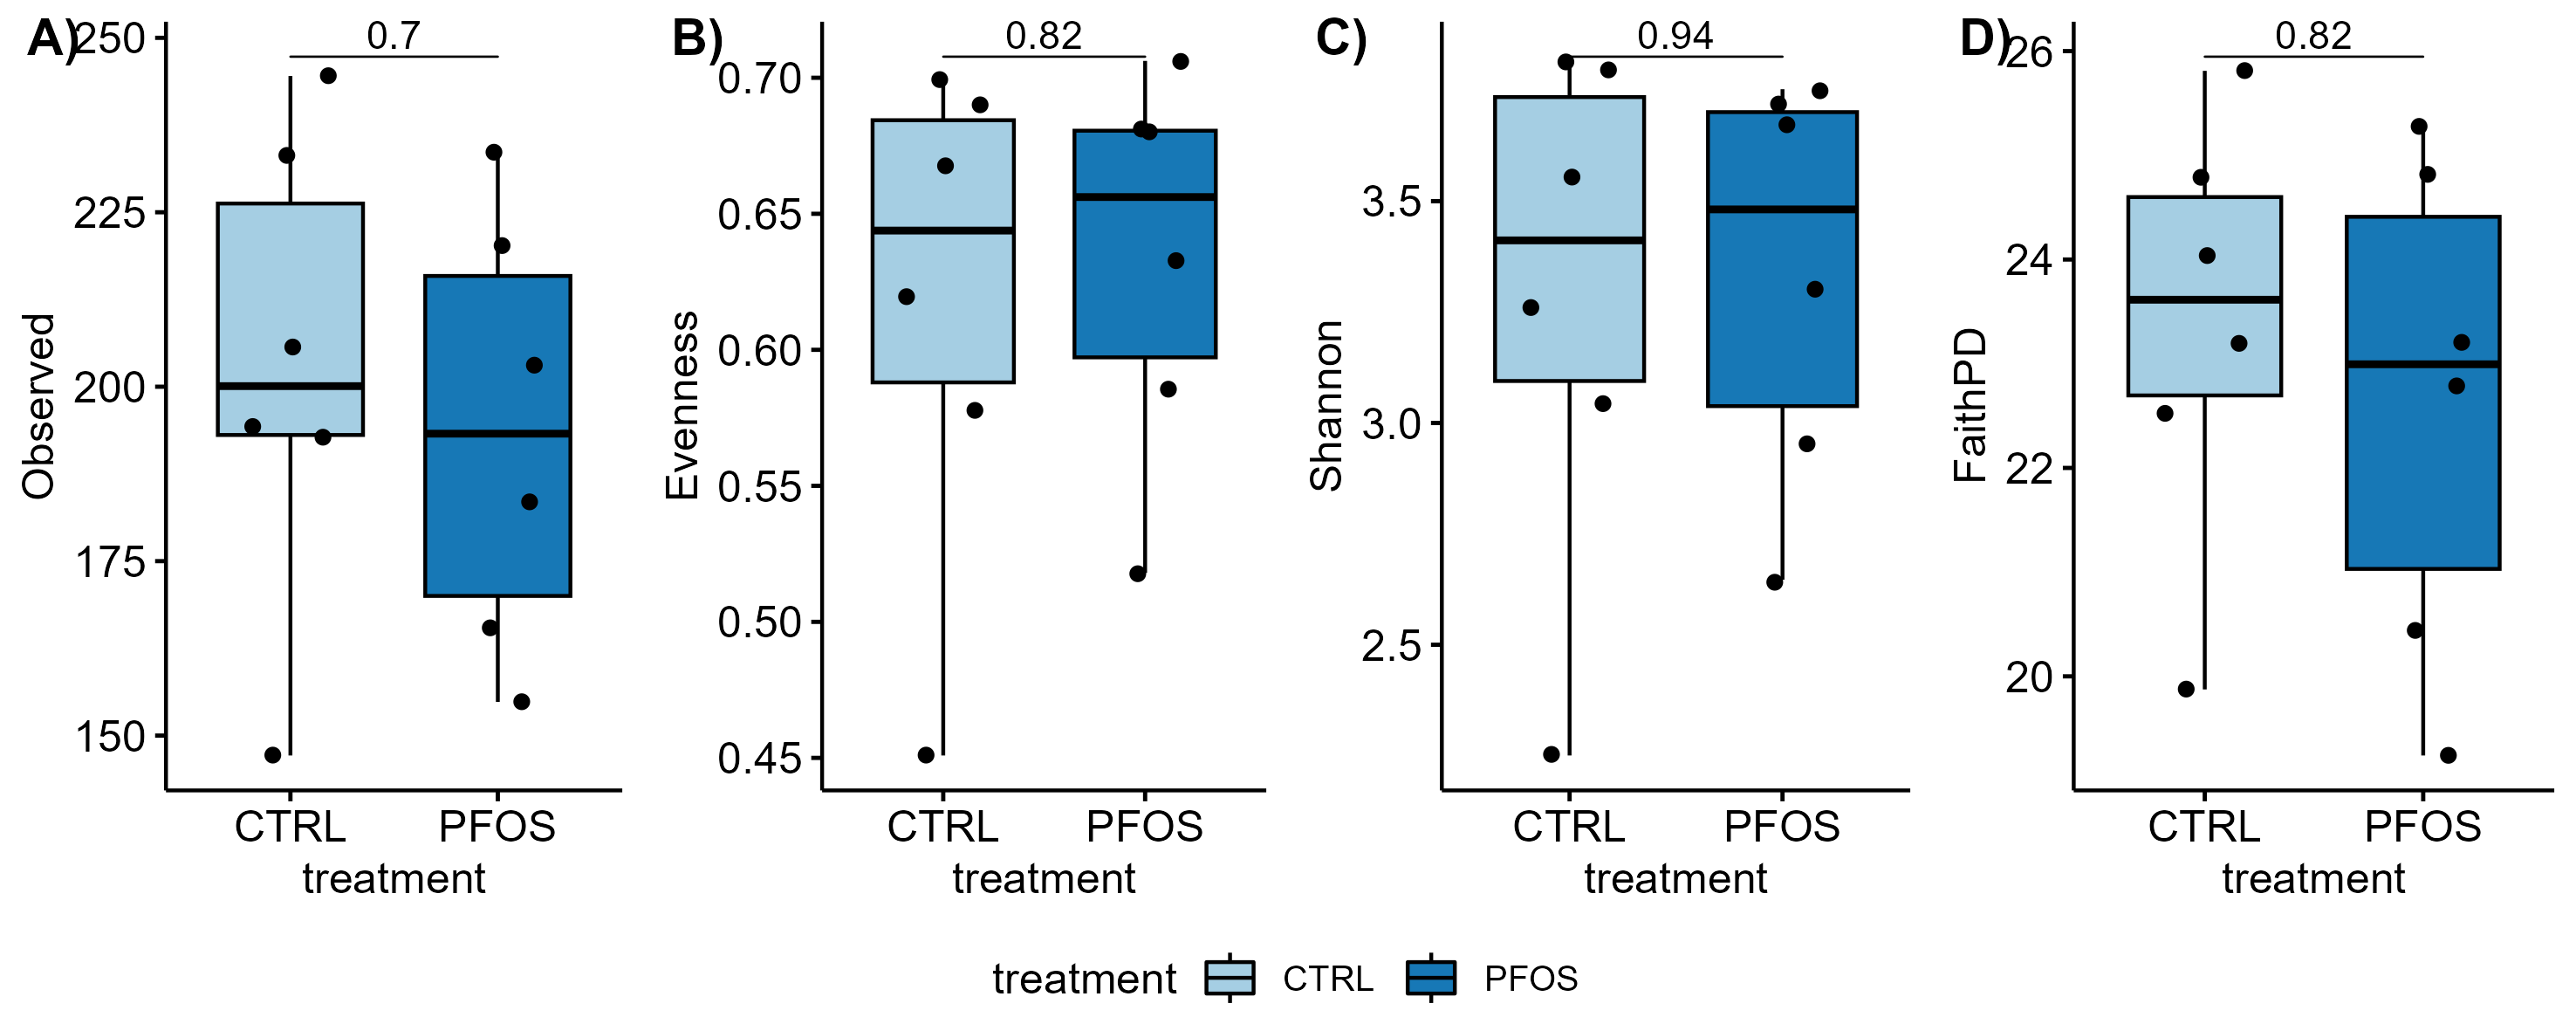 A)
Observed
250
225
200
175
150
0.7
CTRL PFOS
treatment
B)
Evenness
0.70
0.65
0.60
0.55
0.50
0.45
0.82
CTRL PFOS
treatment
C)
Shannon
3.5
3.0
2.5
0.94
CTRL PFOS
treatment
D)
FaithPD
26
24
22
20
0.82
CTRL PFOS
treatment
treatment CTRL PFOS